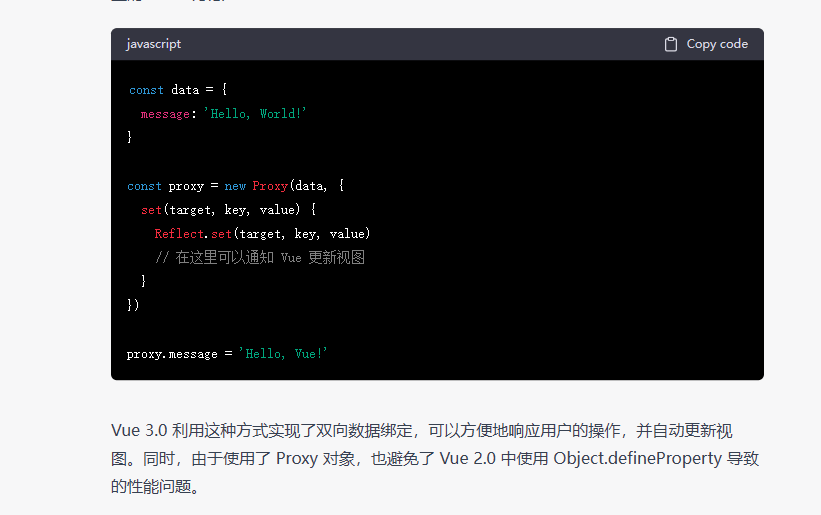 javascript
Copy code
const data = {
message: 'Hello, World!'
}
const proxy = new Proxy(data, {
set(target, key, value) {
Reflect.set(target, key, value)
// 在这里可以通知 Vue 更新视图
}
})
proxy.message = 'Hello, Vue!'
Vue 3.0 利用这种方式实现了双向数据绑定，可以方便地响应用户的操作，并自动更新视
图。同时，由于使用了 Proxy 对象，也避免了 Vue 2.0 中使用 Object.defineProperty 导致
的性能问题。